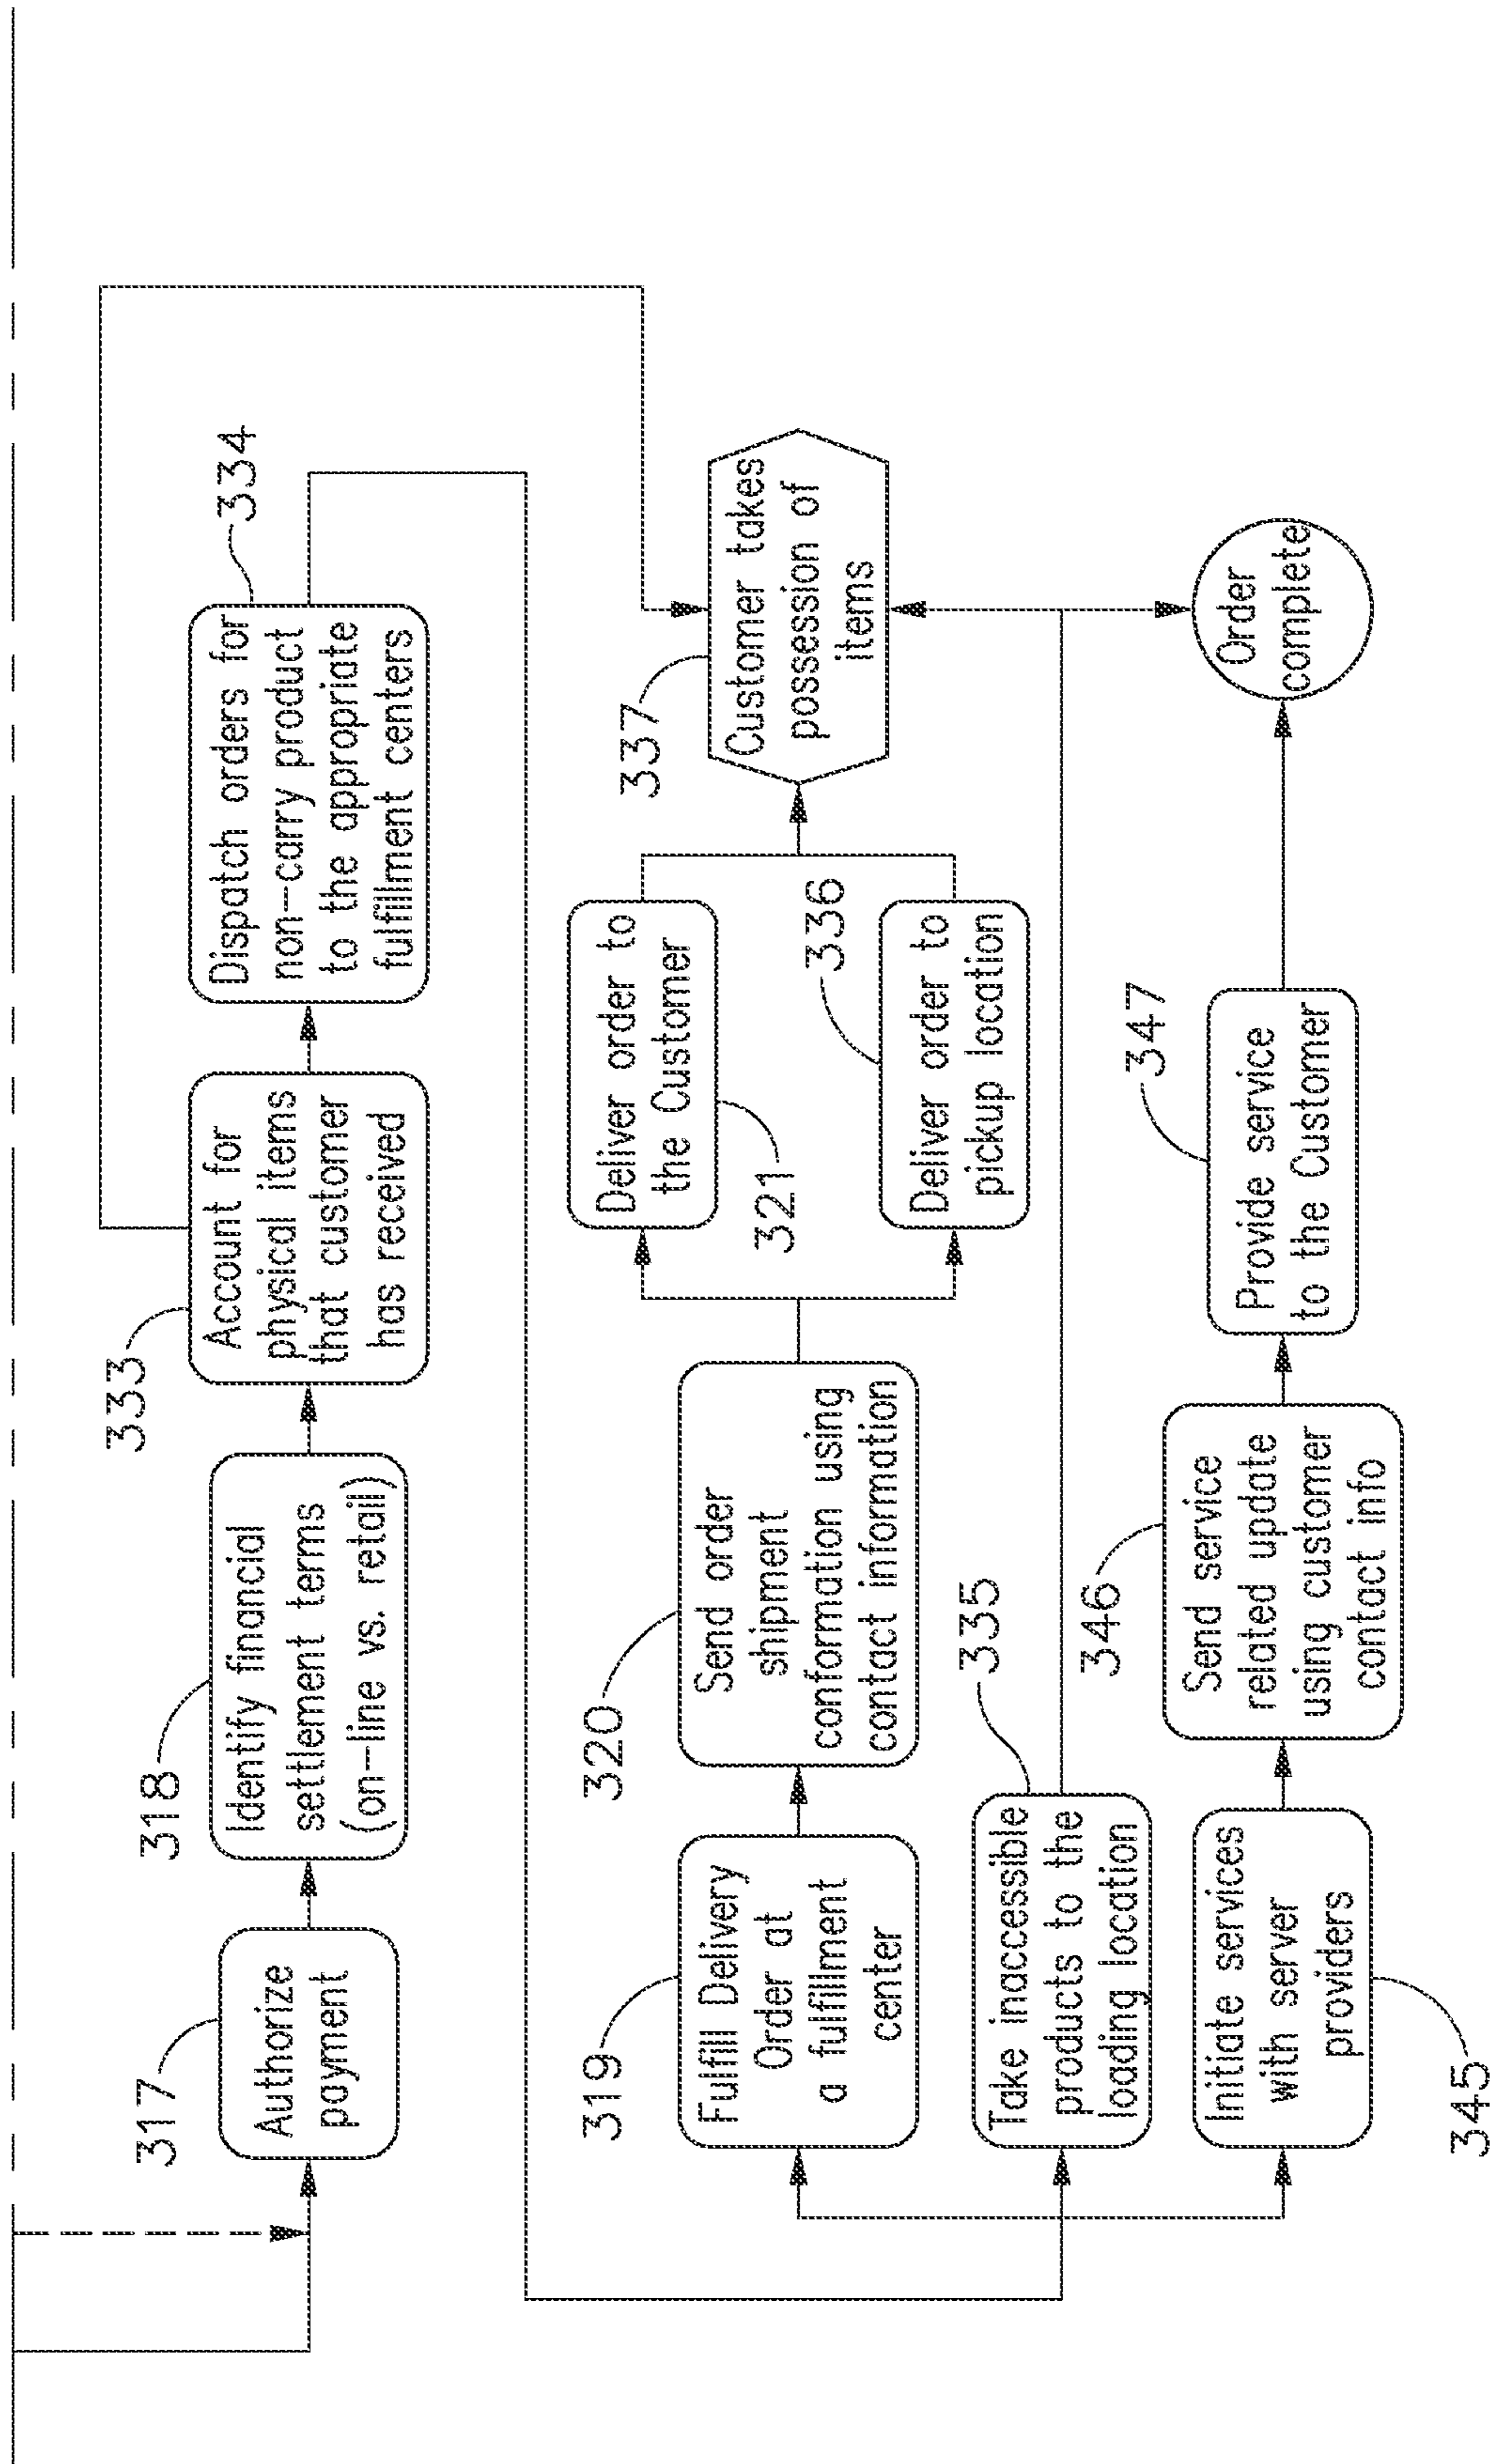 317
Authorize
payment
318
Identify financial
settlement terms
(on-line vs. retail)
333
Account for
physical items
that customer
has received
334
Dispatch orders for
non-carry product
to the appropriate
fulfillment centers
319
Fulfill Delivery
Order at
a fulfillment
center
320
Send order
shipment
conformation using
contact information
321
Deliver order to
the Customer
336
Deliver order to
pickup location
337
Customer takes
possession of
items
335
Take inaccessible
products to the
loading location
345
Initiate services
with server
providers
346
Send service
related update
using customer
contact info
347
Provide service
to the Customer
Order
complete